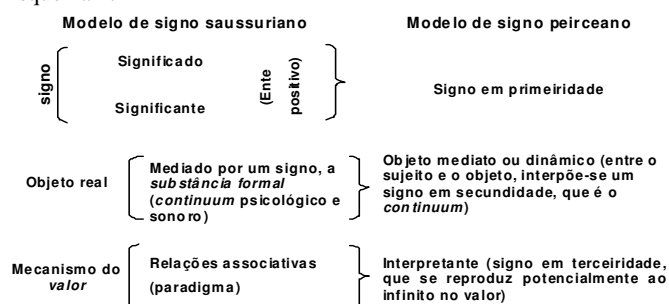 Modelo de signo saussuriano Modelo de signo peirceano
signo
Significado
Significante
(Ente
positivo)
Signo em primeiridade
Objeto real
Mediado por um signo, a
substância formal
(continuum psicológico e
sonoro)
Objeto mediato ou dinâmico (entre o
sujeito e o objeto, interpõe-se um
signo em secundidade, que é o
continuum)
Mecanismo do
valor
Relações associativas
(paradigma)
Interpretante (signo em terceiridade,
que se reproduz potencialmente ao
infinito no valor)